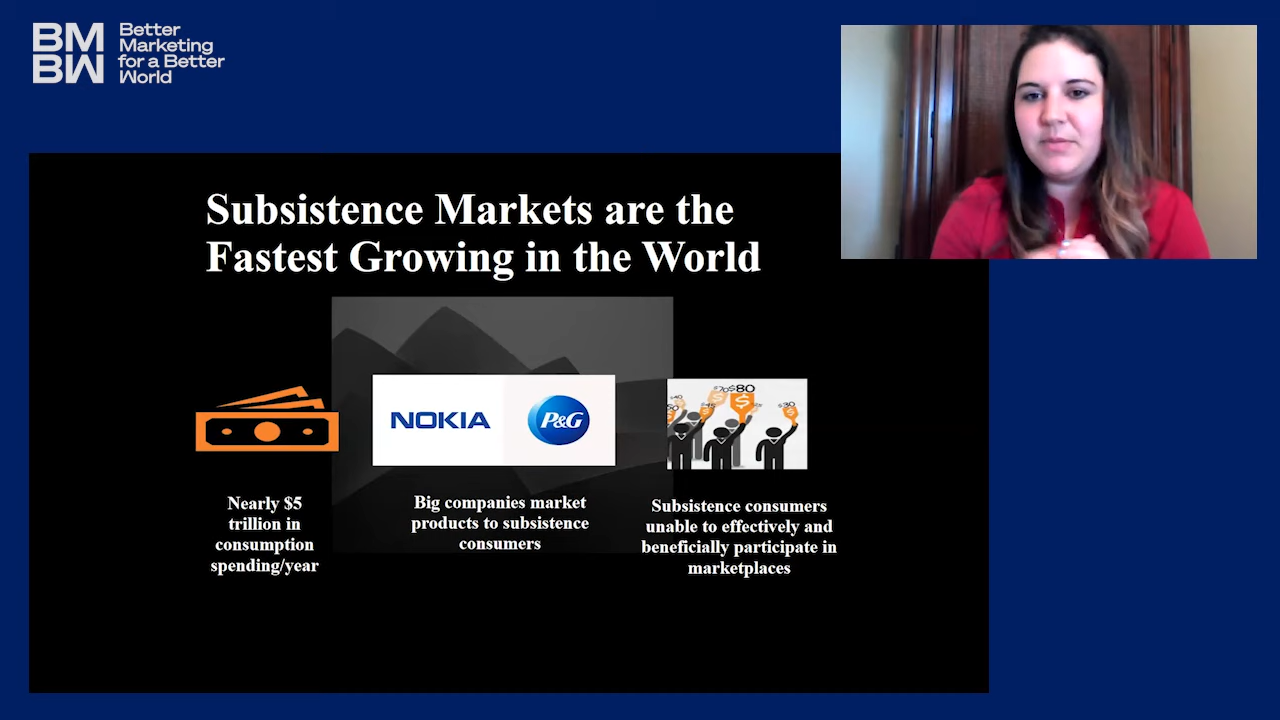 BM
BW
Better
Marketing
for a Better
World
Subsistence Markets are the
Fastest Growing in the World
NOKIA
P&G
$80
$30
Nearly $5
trillion in
consumption
spending/year
Big companies market
products to subsistence
consumers
Subsistence consumers
unable to effectively and
beneficially participate in
marketplaces